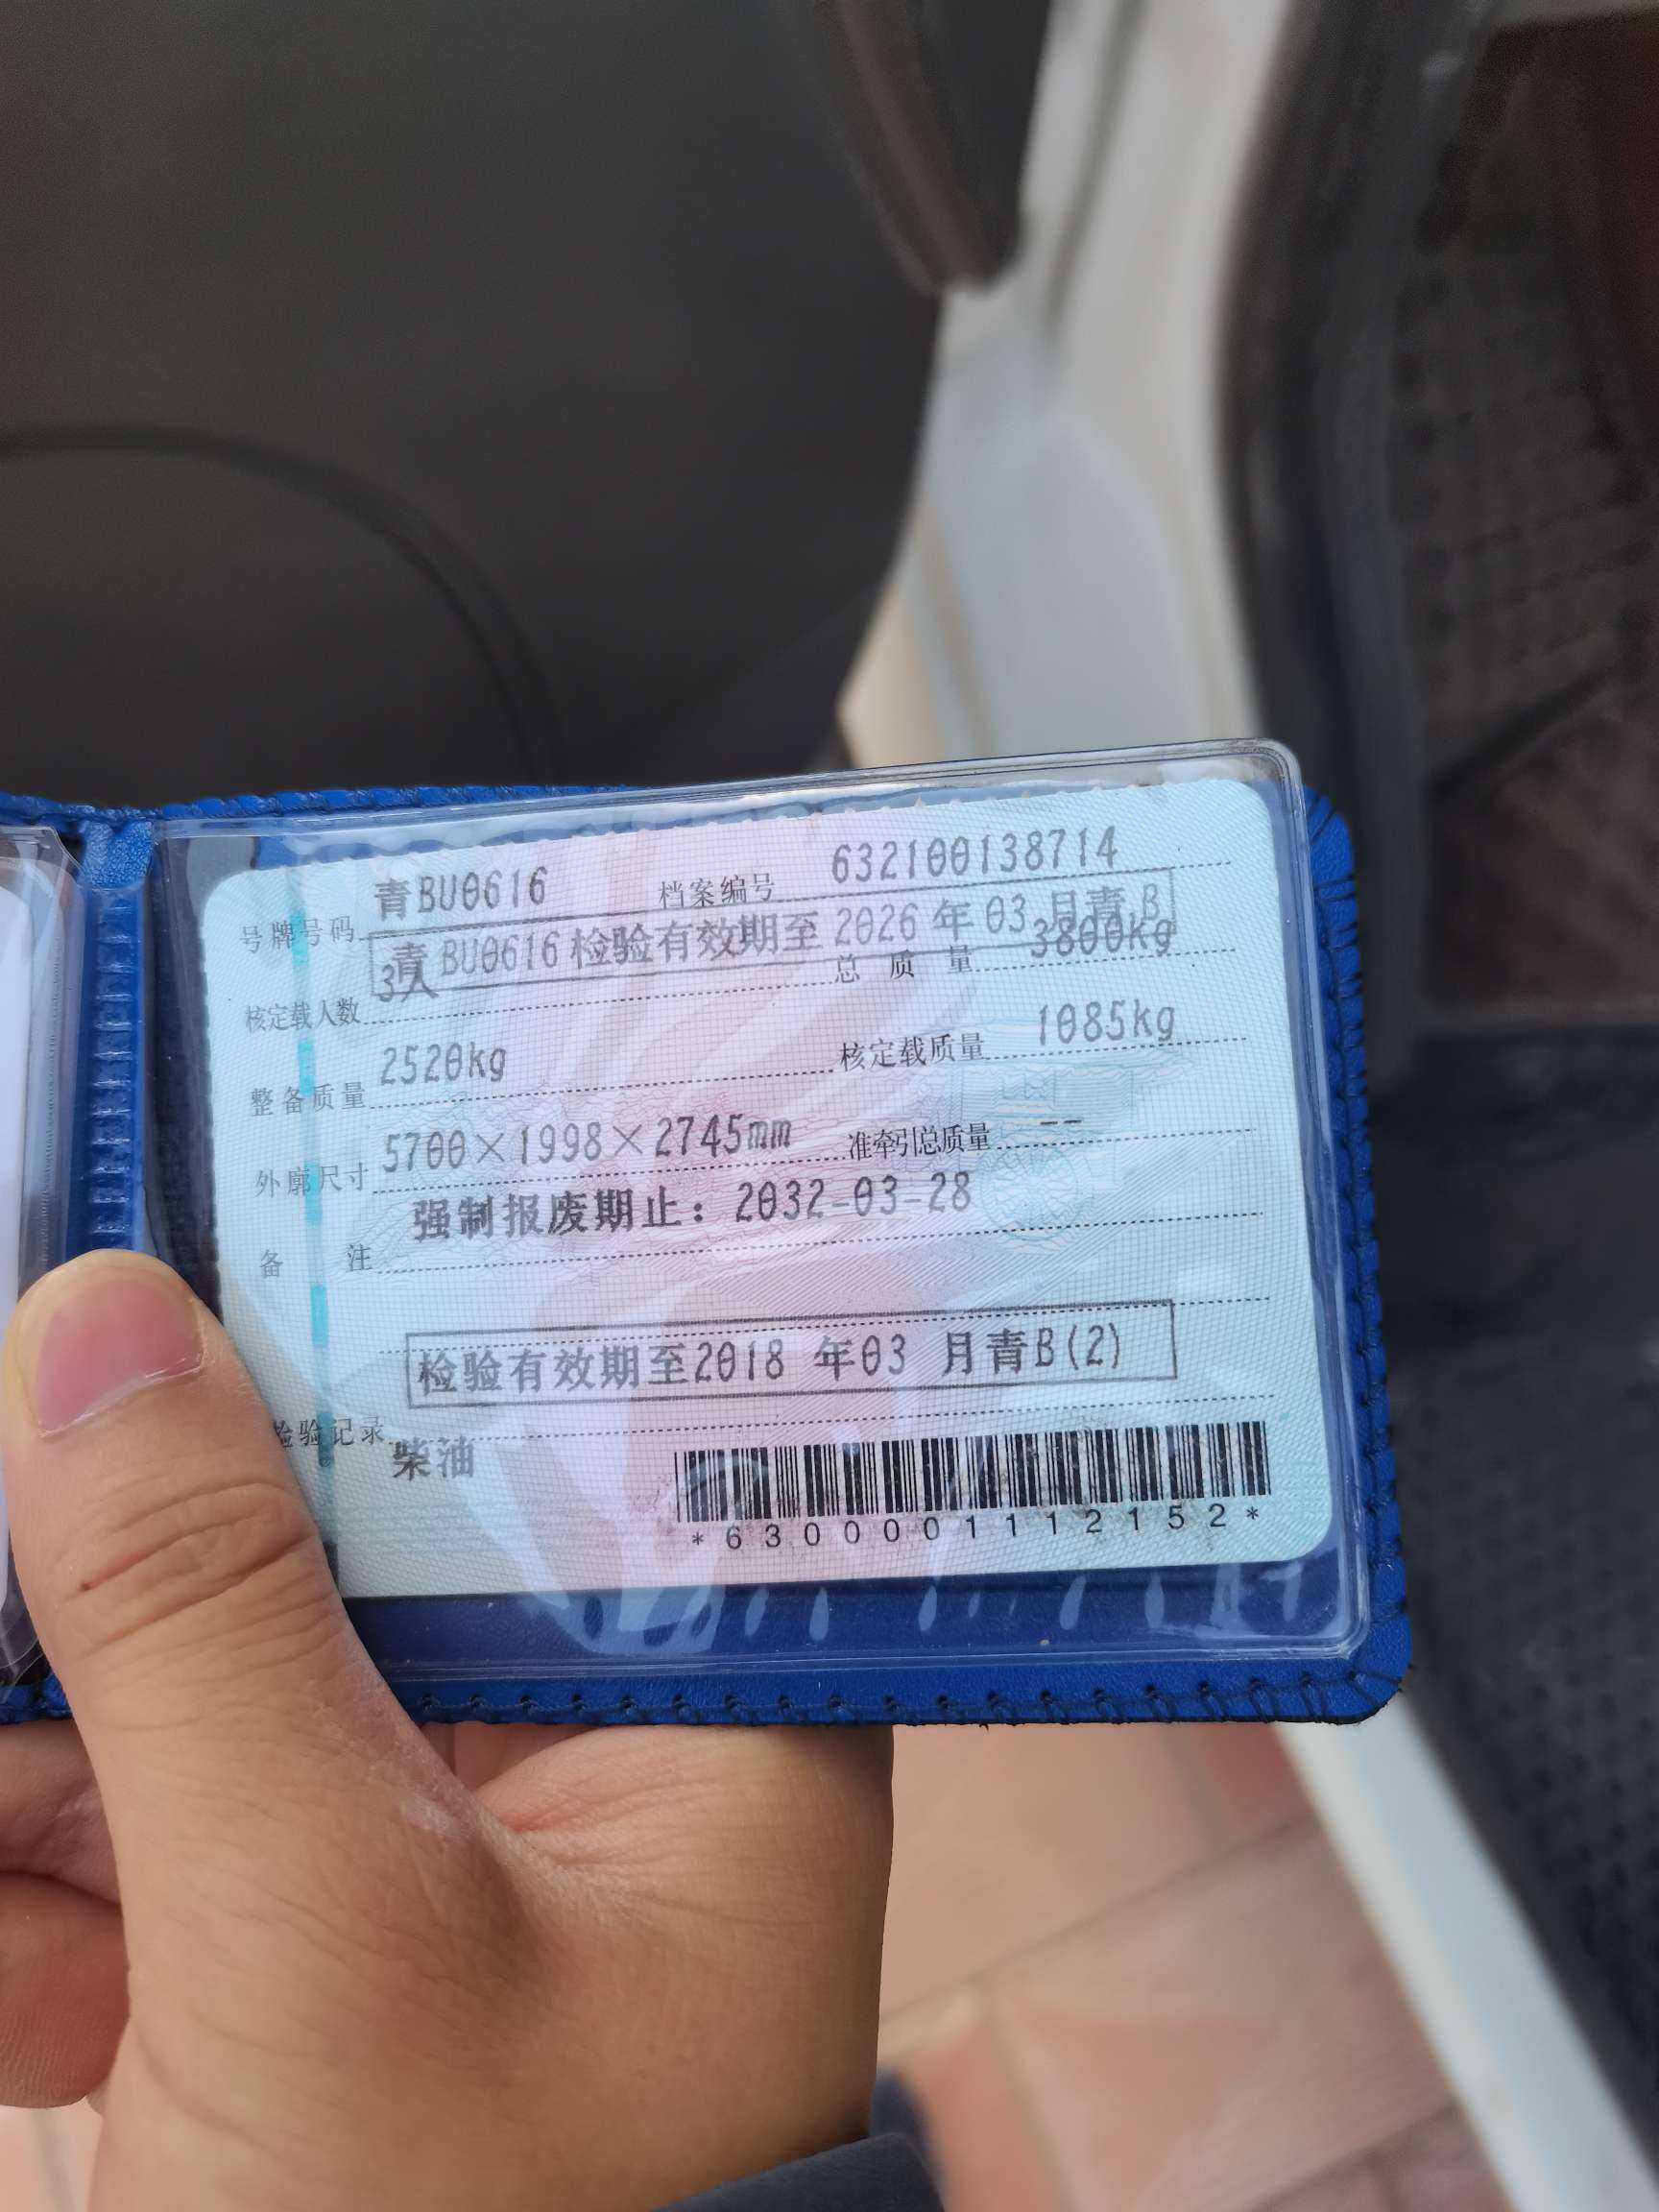 号牌号码 青BU0616 档案编号 632100138714
青BU0616检验有效期至2026年03月青B
核定载人数 3人 总质量 3800kg
整备质量 2520kg 核定载质量 1085kg
外廓尺寸 5700×1998×2745mm 准牵引总质量 --
备注 强制报废期止：2032-03-28
检验有效期至2018 年03 月青B(2)
检验记录
柴油
*6300001112152*